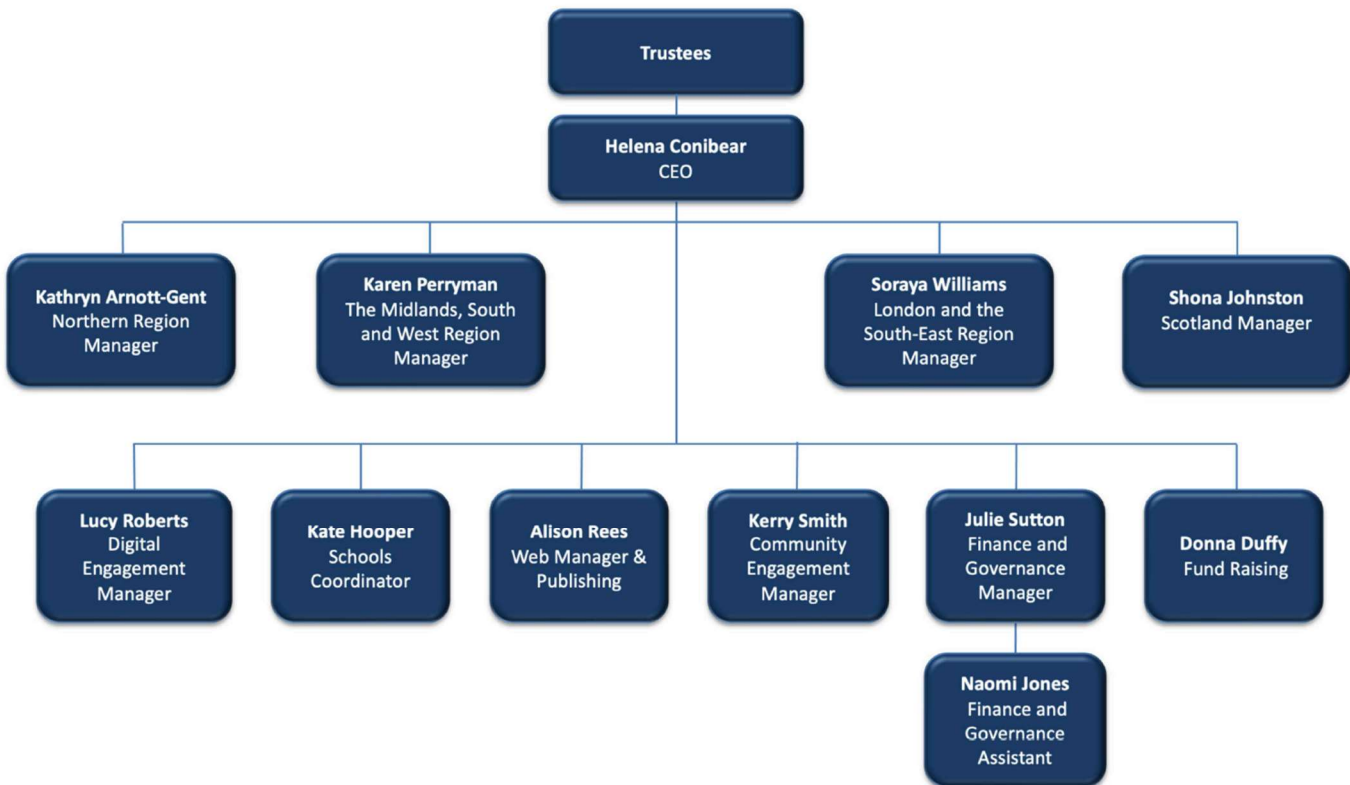 Trustees
Helena Conibear
CEO
Kathryn Arnott-Gent
Northern Region
Manager
Karen Perryman
The Midlands, South
and West Region
Manager
Soraya Williams
London and the
South-East Region
Manager
Shona Johnston
Scotland Manager
Lucy Roberts
Digital
Engagement
Manager
Kate Hooper
Schools
Coordinator
Alison Rees
Web Manager &
Publishing
Kerry Smith
Community
Engagement
Manager
Julie Sutton
Finance and
Governance
Manager
Donna Duffy
Fund Raising
Naomi Jones
Finance and
Governance
Assistant